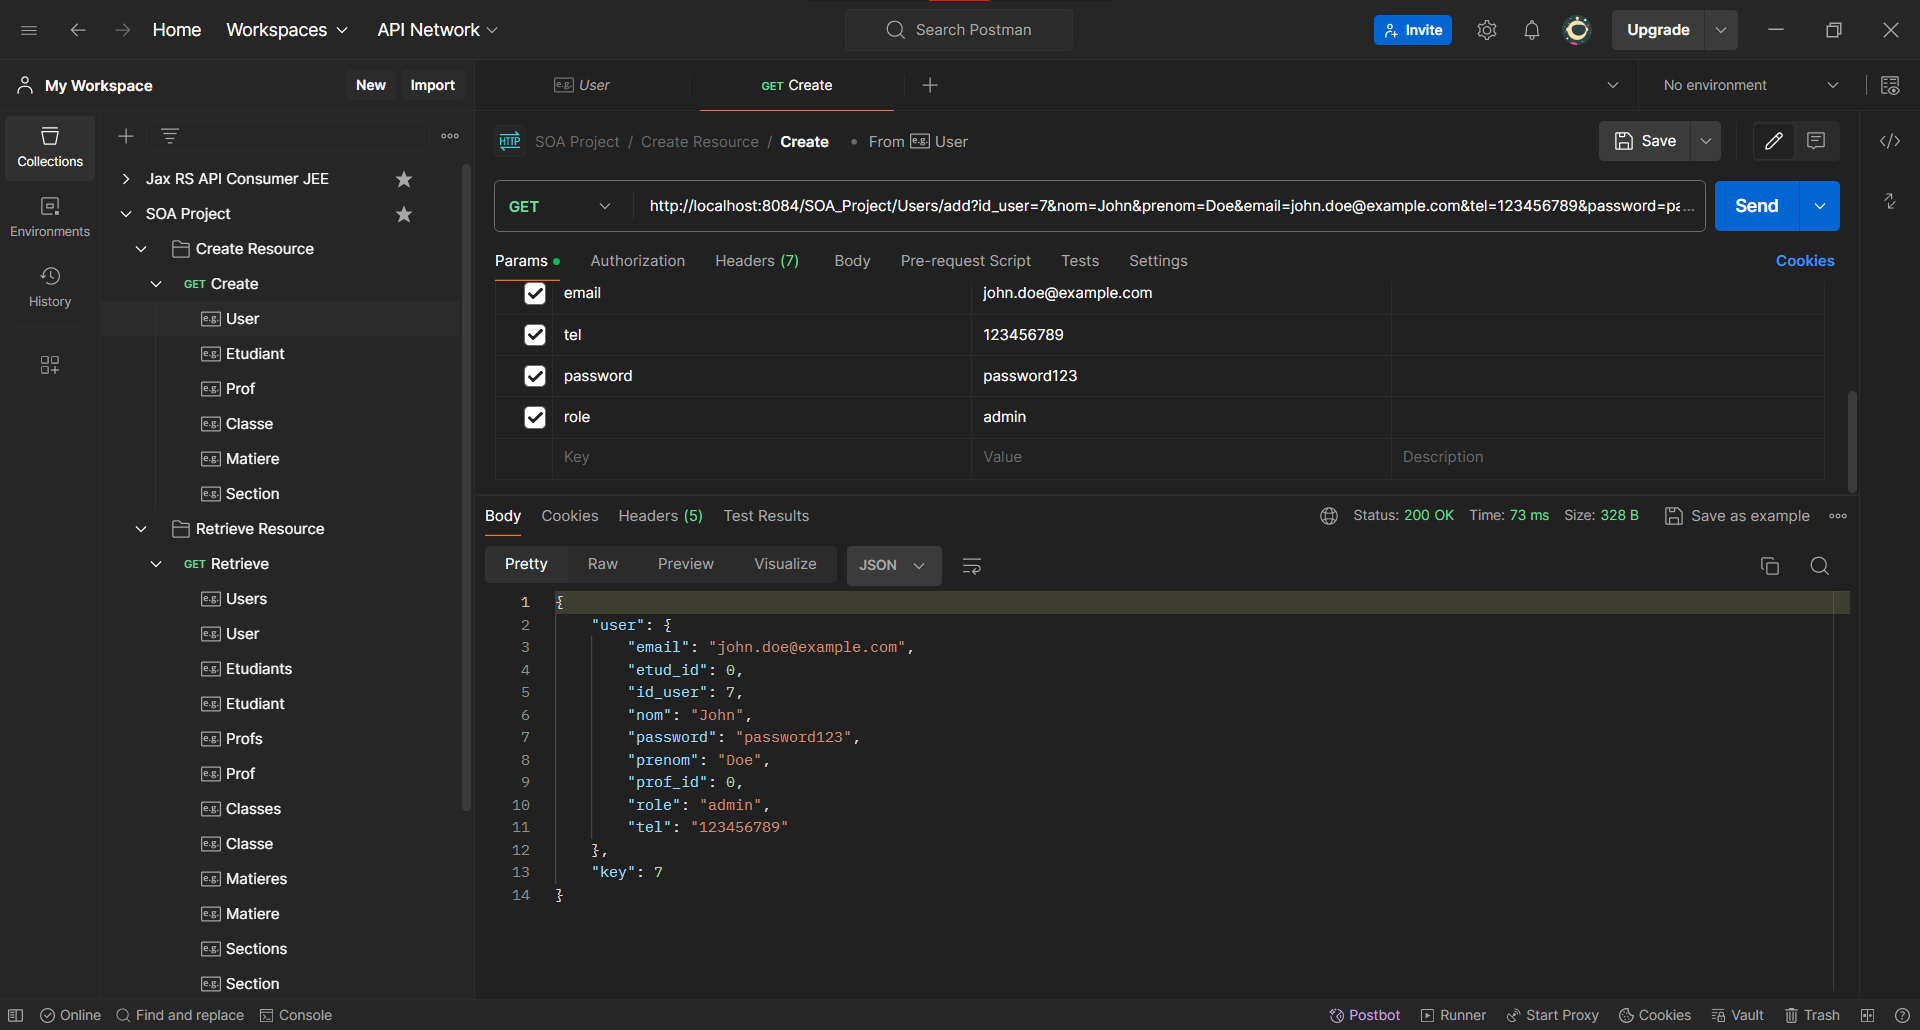 Home Workspaces API Network Search Postman Invite Upgrade
My Workspace New Import
e.g. User GET Create No environment
Collections
Environments
History
Jax RS API Consumer JEE
SOA Project
Create Resource
GET Create
e.g. User
e.g. Etudiant
e.g. Prof
e.g. Classe
e.g. Matiere
e.g. Section
Retrieve Resource
GET Retrieve
e.g. Users
e.g. User
e.g. Etudiants
e.g. Etudiant
e.g. Profs
e.g. Prof
e.g. Classes
e.g. Classe
e.g. Matieres
e.g. Matiere
e.g. Sections
e.g. Section
HTTP SOA Project / Create Resource / Create • From e.g. User Save
GET http://localhost:8084/SOA_Project/Users/add?id_user=7&nom=John&prenom=Doe&email=john.doe@example.com&tel=123456789&password=pa... Send
Params Authorization Headers (7) Body Pre-request Script Tests Settings Cookies
email john.doe@example.com
tel 123456789
password password123
role admin
Key Value Description
Body Cookies Headers (5) Test Results Status: 200 OK Time: 73 ms Size: 328 B Save as example
Pretty Raw Preview Visualize JSON
1 {
2 "user": {
3 "email": "john.doe@example.com",
4 "etud_id": 0,
5 "id_user": 7,
6 "nom": "John",
7 "password": "password123",
8 "prenom": "Doe",
9 "prof_id": 0,
10 "role": "admin",
11 "tel": "123456789"
12 },
13 "key": 7
14 }
Online Find and replace Console Postbot Runner Start Proxy Cookies Vault Trash